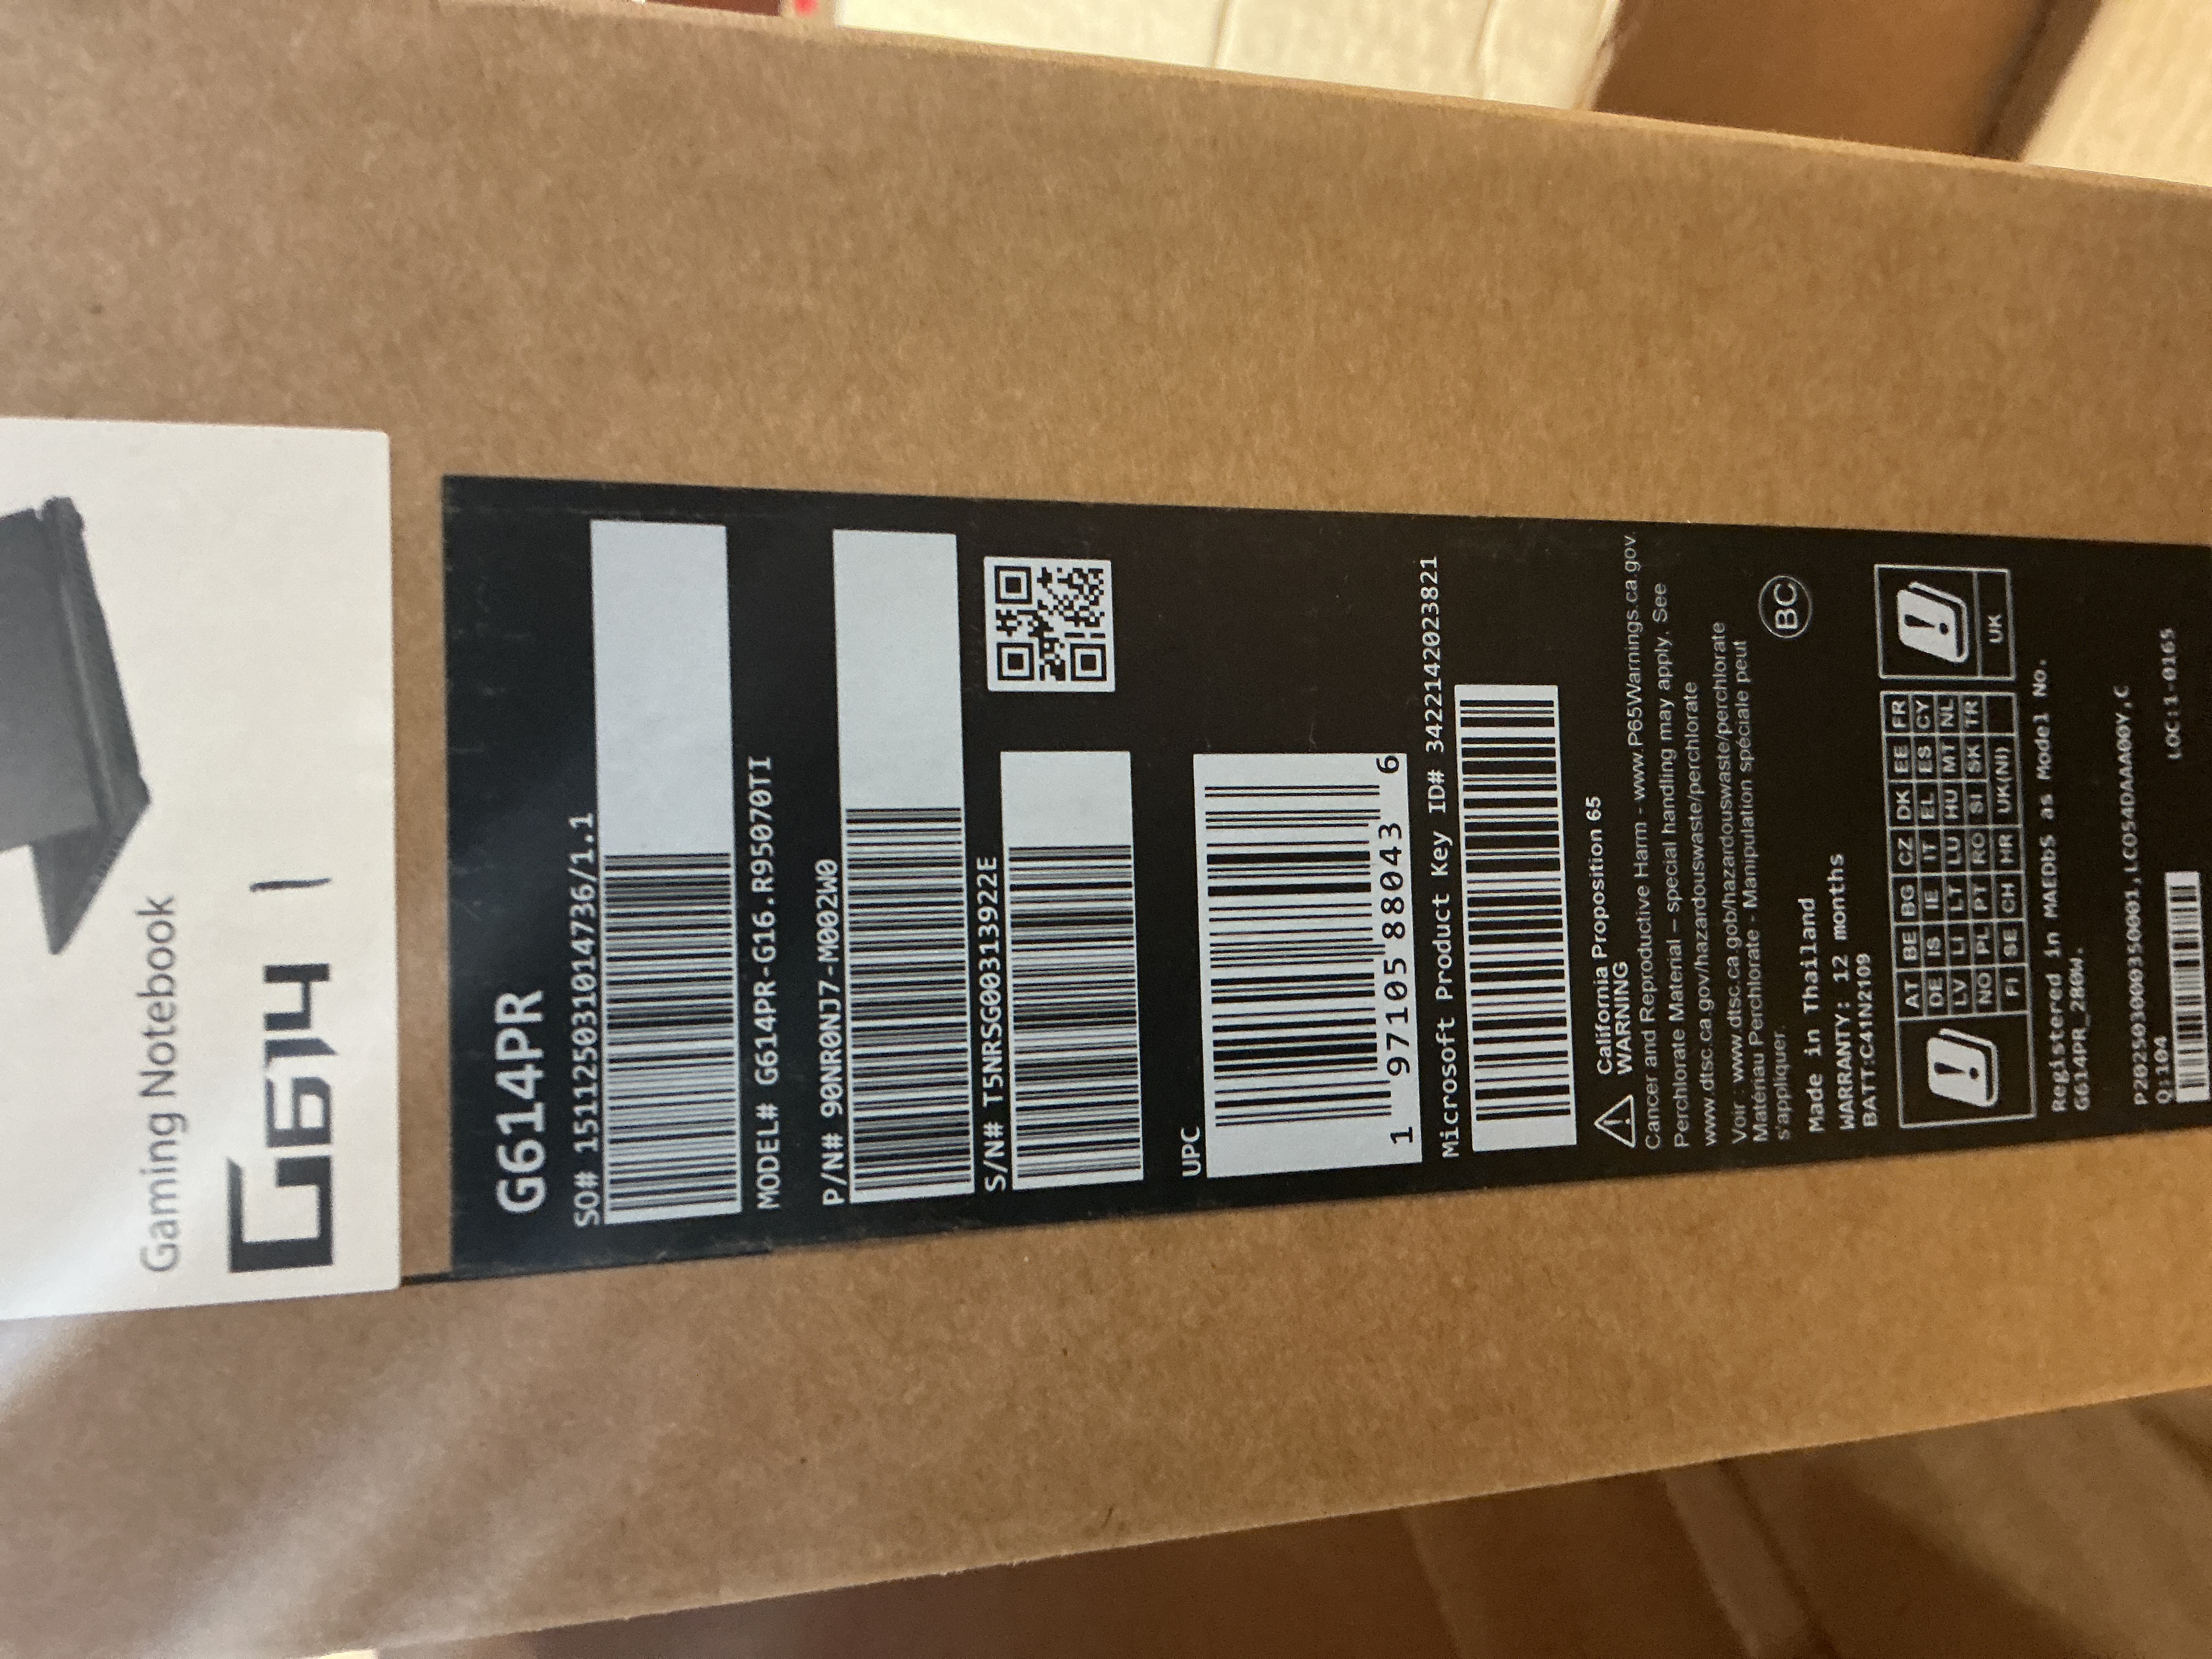 Gaming Notebook
G614
G614PR
SO# 151125031014736/1.1
MODEL# G614PR-G16.R95070TI
P/N# 90NR0NJ7-M002W0
S/N# T5NRSG003313922E
UPC
1 97105 88043 6
Microsoft Product Key ID# 3422142023821
California Proposition 65
WARNING
Cancer and Reproductive Harm - www.P65Warnings.ca.gov.
Perchlorate Material – special handling may apply. See
www.dtsc.ca.gov/hazardouswaste/perchlorate
Voir : www.dtsc.ca.gob/hazardouswaste/perchlorate
Matériau Perchlorate - Manipulation spéciale peut
s'appliquer.
BC
Made in Thailand
WARRANTY: 12 months
BATT:C41N2109
AT BE BG CZ DK EE FR
DE IS IE IT EL ES CY
LV LI LT LU HU MT NL
NO PL PT RO SI SK TR
FI SE CH HR UK(NI)
UK
Registered in MAEDbS as Model No.
G614PR_280W.
P202503000350001,LC054DAAA00Y,C
Q:104
LOC:1-0165